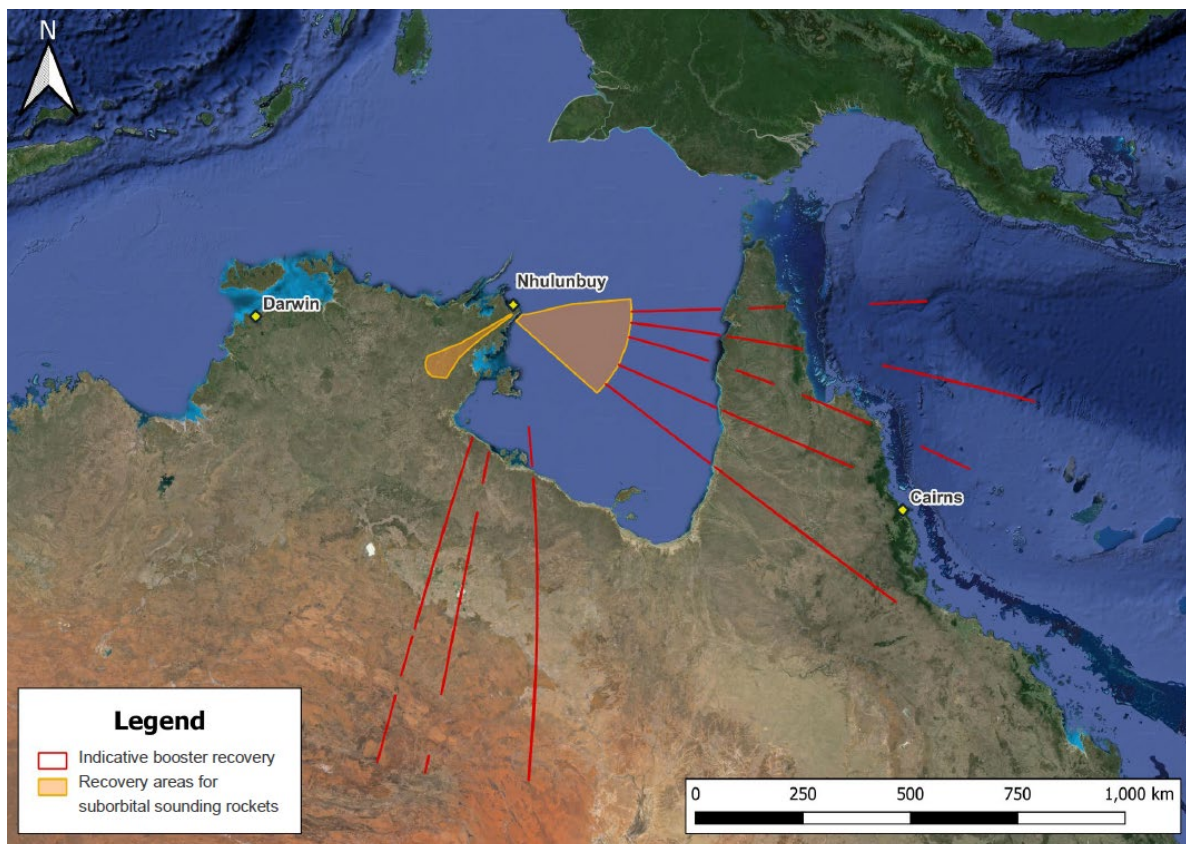 N
Nhulunbuy
Darwin
Cairns
Legend
Indicative booster recovery
Recovery areas for
suborbital sounding rockets
0 250 500 750 1,000 km